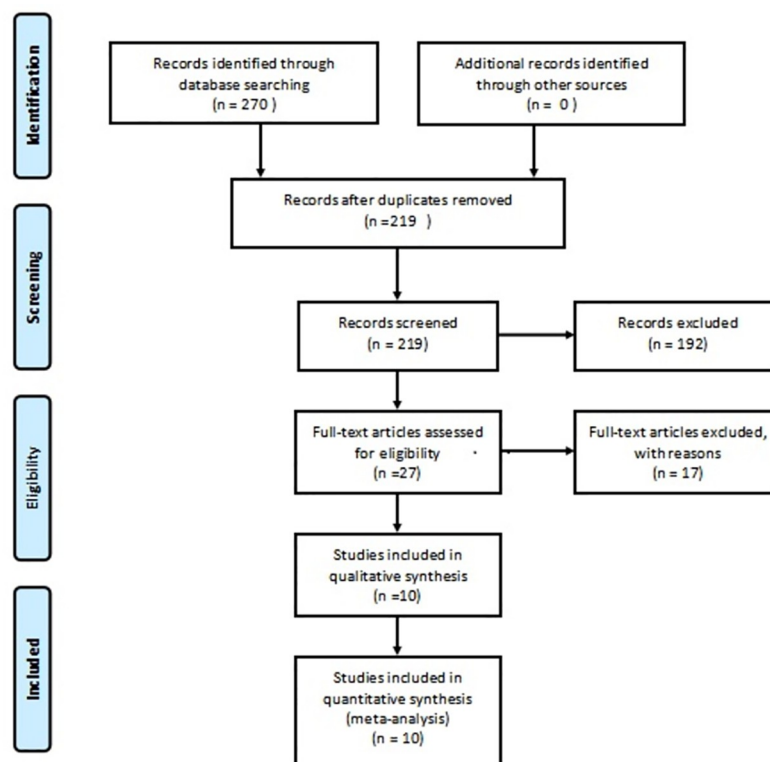 Identification
Records identified through
database searching
(n = 270 )
Additional records identified
through other sources
(n = 0 )
Records after duplicates removed
(n =219 )
Screening
Records screened
(n = 219)
Records excluded
(n = 192)
Eligibility
Full-text articles assessed
for eligibility
(n =27)
Full-text articles excluded,
with reasons
(n = 17)
Studies included in
qualitative synthesis
(n =10)
Included
Studies included in
quantitative synthesis
(meta-analysis)
(n = 10)